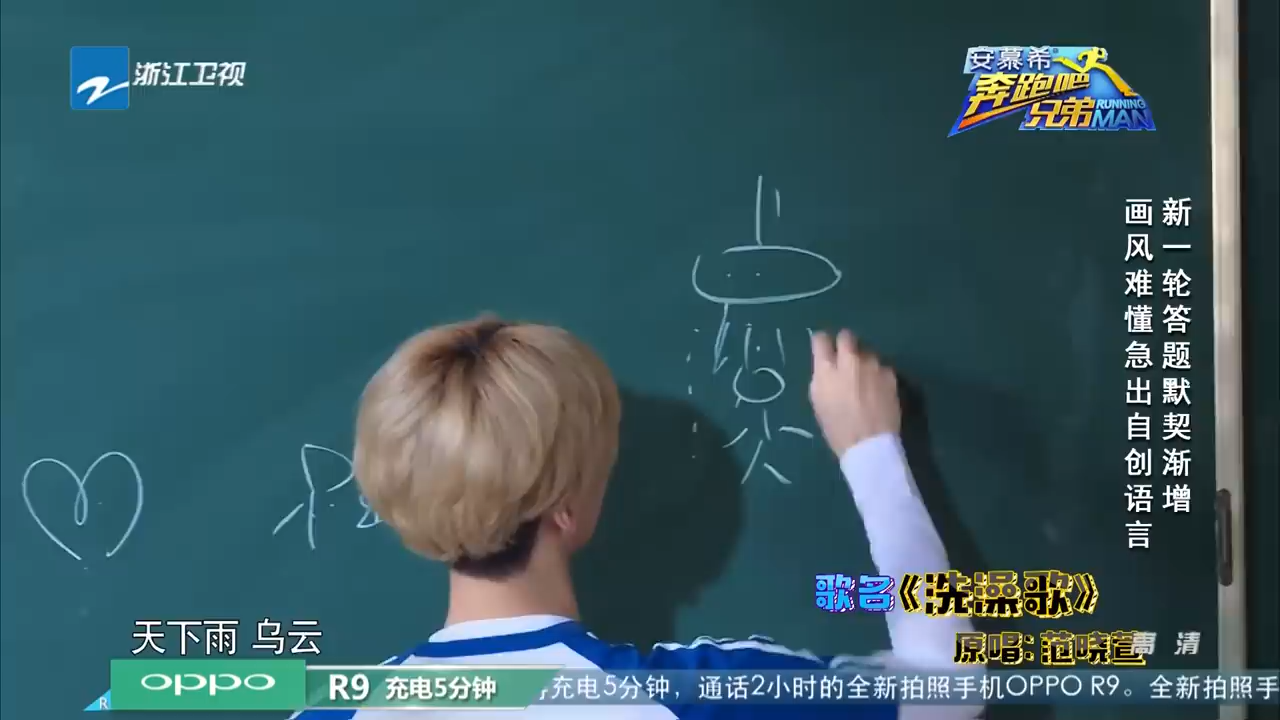 浙江卫视
安慕希
奔跑吧
兄弟
RUNNING
MAN
新一轮答题默契渐增
画风难懂急出自创语言
歌名《洗澡歌》
原唱：范晓萱
高 清
天下雨 乌云
oppo
R9 充电5分钟
充电5分钟，通话2小时的全新拍照手机OPPO R9。全新拍照手